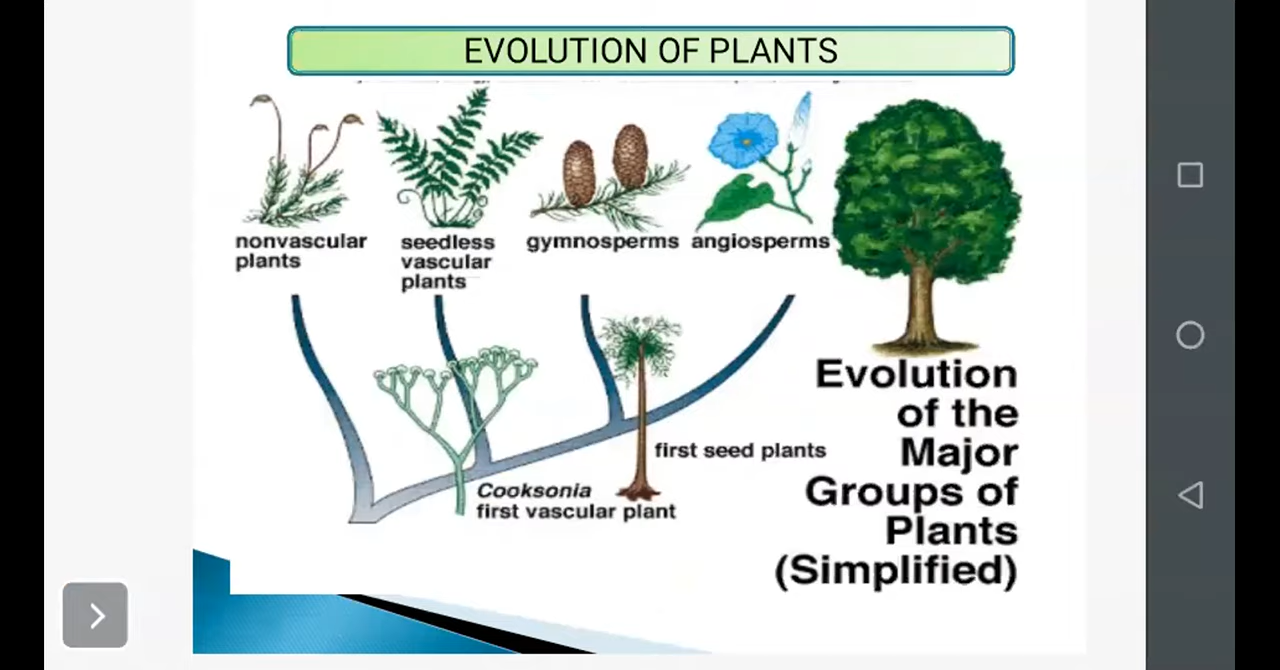 EVOLUTION OF PLANTS
nonvascular
plants
seedless
vascular
plants
gymnosperms
angiosperms
first seed plants
Cooksonia
first vascular plant
Evolution
of the
Major
Groups of
Plants
(Simplified)